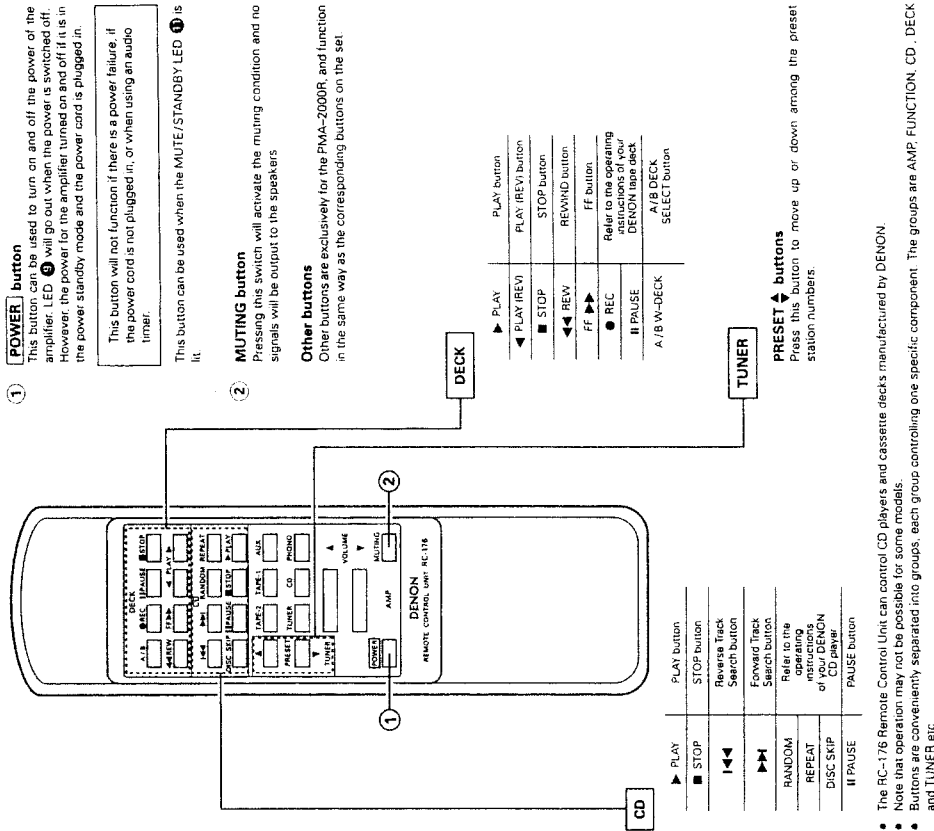 ① POWER button
This button can be used to turn on and off the power of the
amplifier. LED ❾ will go out when the power is switched off.
However, the power for the amplifier turned on and off if it is in
the power standby mode and the power cord is plugged in.
This button will not function if there is a power failure, if
the power cord is not plugged in, or when using an audio
timer.
This button can be used when the MUTE/STANDBY LED ⓫ is
lit.
② MUTING button
Pressing this switch will activate the muting condition and no
signals will be output to the speakers
Other buttons
Other buttons are exclusively for the PMA-2000R, and function
in the same way as the corresponding buttons on the set.
DECK
A / B ●REC ❚❚PAUSE ■STOP
◀◀REW FF▶▶ ◀ PLAY ▶
CD
I◀◀ ▶▶I RANDOM REPEAT
DISC SKIP ❚❚PAUSE ■STOP ▶PLAY
▲ TAPE-2 TAPE-1 AUX
PRESET TUNER CD PHONO
▼
TUNER
▲
VOLUME
▼
POWER AMP MUTING
DENON
REMOTE CONTROL UNIT RC-176
① ②
DECK
▶ PLAY PLAY button
◀ PLAY (REV) PLAY (REV) button
■ STOP STOP button
◀◀ REW REWIND button
FF ▶▶ FF button
● REC Refer to the operating
instructions of your
❚❚ PAUSE DENON tape deck
A / B W-DECK A / B DECK
SELECT button
TUNER
PRESET ▲▼ buttons
Press this button to move up or down among the preset
station numbers.
CD
▶ PLAY PLAY button
■ STOP STOP button
I◀◀ Reverse Track
Search button
▶▶I Forward Track
Search button
RANDOM Refer to the
operating
REPEAT instructions
of your DENON
DISC SKIP CD player
❚❚ PAUSE PAUSE button
● The RC-176 Remote Control Unit can control CD players and cassette decks manufactured by DENON.
● Note that operation may not be possible for some models.
● Buttons are conveniently separated into groups, each group controlling one specific component. The groups are AMP, FUNCTION, CD , DECK
and TUNER etc.